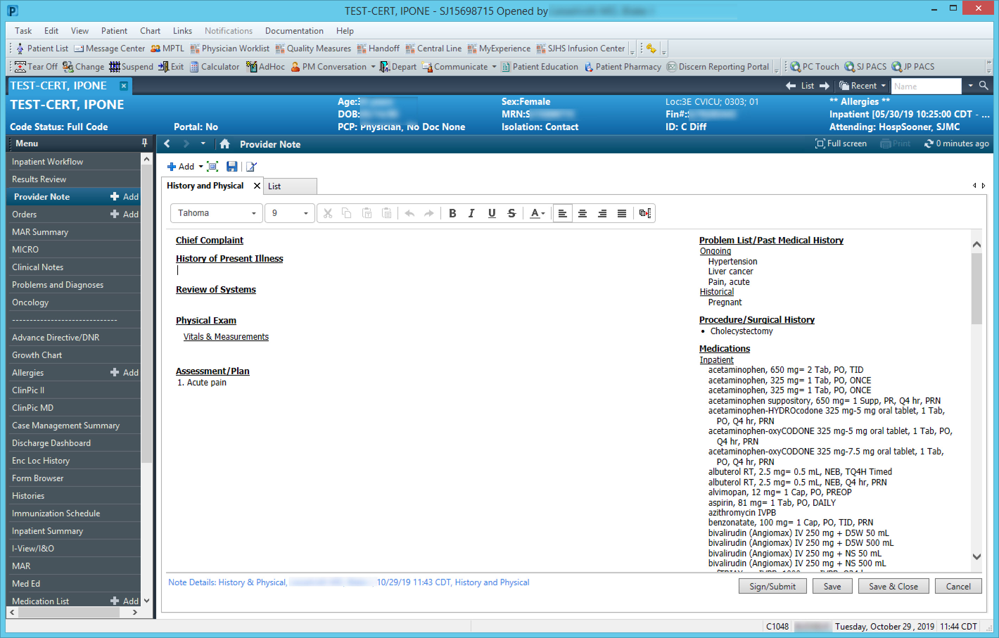 TEST-CERT, IPONE - SJ15698715 Opened by
Task Edit View Patient Chart Links Notifications Documentation Help
Patient List Message Center MPTL Physician Worklist Quality Measures Handoff Central Line MyExperience SJHS Infusion Center
Tear Off Change Suspend Exit Calculator AdHoc PM Conversation Depart Communicate Patient Education Patient Pharmacy Discern Reporting Portal PC Touch SJ PACS JP PACS
TEST-CERT, IPONE List Recent Name
TEST-CERT, IPONE
Age: Sex:Female Loc:3E CVICU; 0303; 01 ** Allergies **
DOB: MRN:S Fin#: Inpatient [05/30/19 10:25:00 CDT - ...
Code Status: Full Code Portal: No PCP: Physician, No Doc None Isolation: Contact ID: C Diff Attending: HospSooner, SJMC
Menu
Provider Note Full screen Print 0 minutes ago
Inpatient Workflow
Results Review
Provider Note Add
Orders Add
MAR Summary
MICRO
Clinical Notes
Problems and Diagnoses
Oncology
------------------------------
Advance Directive/DNR
Growth Chart
Allergies Add
ClinPic II
ClinPic MD
Case Management Summary
Discharge Dashboard
Enc Loc History
Form Browser
Histories
Immunization Schedule
Inpatient Summary
I-View/I&O
MAR
Med Ed
Medication List Add
Add
History and Physical List
Tahoma 9 B I U S A
Chief Complaint
History of Present Illness
Review of Systems
Physical Exam
Vitals & Measurements
Assessment/Plan
1. Acute pain
Problem List/Past Medical History
Ongoing
Hypertension
Liver cancer
Pain, acute
Historical
Pregnant
Procedure/Surgical History
• Cholecystectomy
Medications
Inpatient
acetaminophen, 650 mg= 2 Tab, PO, TID
acetaminophen, 325 mg= 1 Tab, PO, ONCE
acetaminophen, 325 mg= 1 Tab, PO, ONCE
acetaminophen suppository, 650 mg= 1 Supp, PR, Q4 hr, PRN
acetaminophen-HYDROcodone 325 mg-5 mg oral tablet, 1 Tab,
PO, Q4 hr, PRN
acetaminophen-oxyCODONE 325 mg-5 mg oral tablet, 1 Tab, PO,
Q4 hr, PRN
acetaminophen-oxyCODONE 325 mg-7.5 mg oral tablet, 1 Tab,
PO, Q4 hr, PRN
albuterol RT, 2.5 mg= 0.5 mL, NEB, TQ4H Timed
albuterol RT, 2.5 mg= 0.5 mL, NEB, Q4 hr, PRN
alvimopan, 12 mg= 1 Cap, PO, PREOP
aspirin, 81 mg= 1 Tab, PO, DAILY
azithromycin IVPB
benzonatate, 100 mg= 1 Cap, PO, TID, PRN
bivalirudin (Angiomax) IV 250 mg + D5W 50 mL
bivalirudin (Angiomax) IV 250 mg + D5W 500 mL
bivalirudin (Angiomax) IV 250 mg + NS 50 mL
bivalirudin (Angiomax) IV 250 mg + NS 500 mL
Note Details: History & Physical, 10/29/19 11:43 CDT, History and Physical
Sign/Submit Save Save & Close Cancel
C1048 Tuesday, October 29, 2019 11:44 CDT